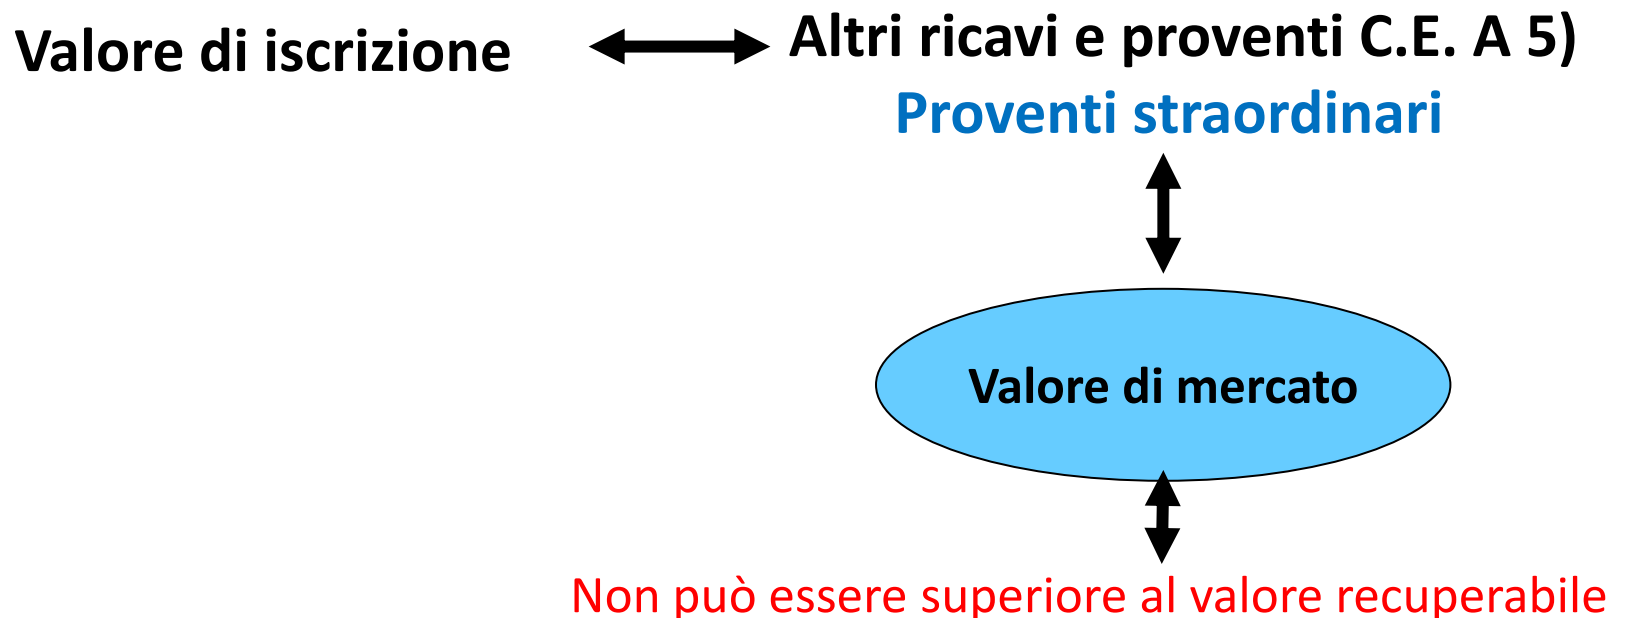 Valore di iscrizione
Altri ricavi e proventi C.E. A 5)
Proventi straordinari
Valore di mercato
Non può essere superiore al valore recuperabile